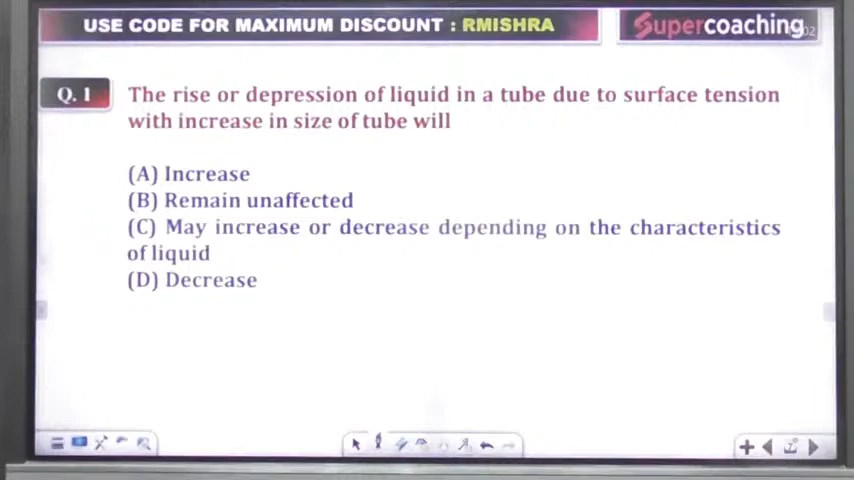 USE CODE FOR MAXIMUM DISCOUNT : RMISHRA
Supercoaching
02
Q. 1
The rise or depression of liquid in a tube due to surface tension
with increase in size of tube will
(A) Increase
(B) Remain unaffected
(C) May increase or decrease depending on the characteristics
of liquid
(D) Decrease